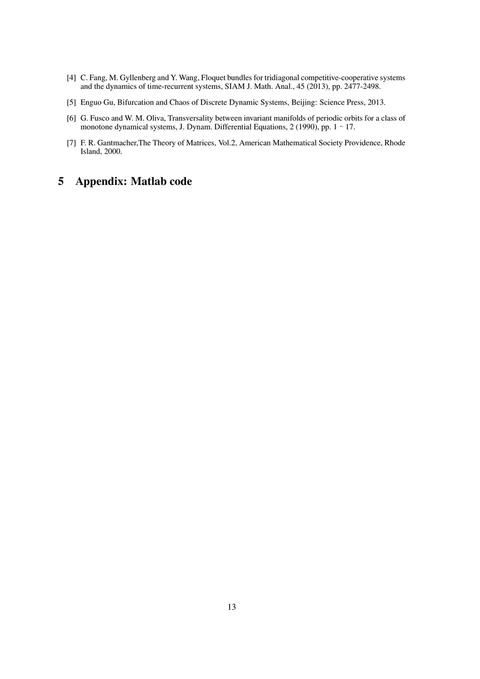 [4] C. Fang, M. Gyllenberg and Y. Wang, Floquet bundles for tridiagonal competitive-cooperative systems
and the dynamics of time-recurrent systems, SIAM J. Math. Anal., 45 (2013), pp. 2477-2498.
[5] Enguo Gu, Bifurcation and Chaos of Discrete Dynamic Systems, Beijing: Science Press, 2013.
[6] G. Fusco and W. M. Oliva, Transversality between invariant manifolds of periodic orbits for a class of
monotone dynamical systems, J. Dynam. Differential Equations, 2 (1990), pp. 1 – 17.
[7] F. R. Gantmacher,The Theory of Matrices, Vol.2, American Mathematical Society Providence, Rhode
Island, 2000.
5 Appendix: Matlab code
13